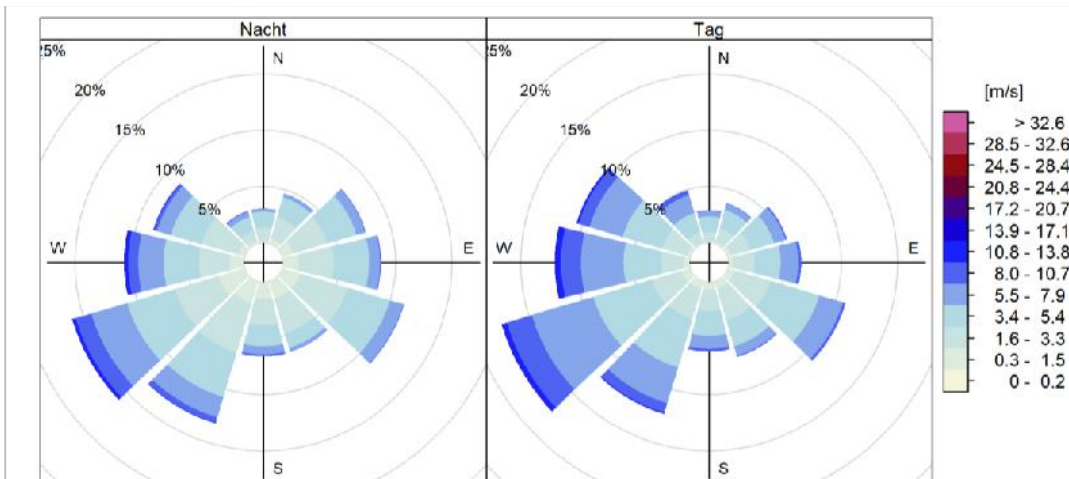 Nacht
Tag
25%
20%
15%
10%
5%
N
W
E
S
25%
20%
15%
10%
5%
N
W
E
S
[m/s]
> 32.6
28.5 - 32.6
24.5 - 28.4
20.8 - 24.4
17.2 - 20.7
13.9 - 17.1
10.8 - 13.8
8.0 - 10.7
5.5 - 7.9
3.4 - 5.4
1.6 - 3.3
0.3 - 1.5
0 - 0.2